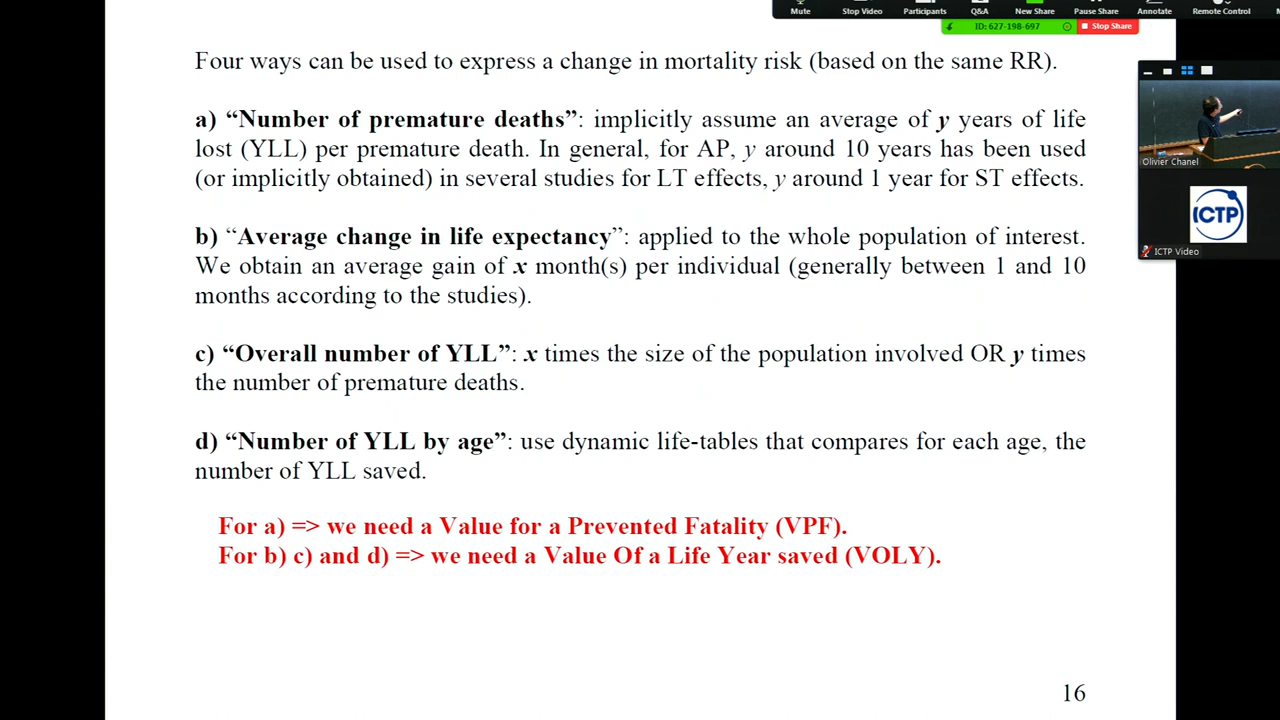 Mute Stop Video Participants Q&A New Share Pause Share Annotate Remote Control
ID: 627-198-697 Stop Share
Four ways can be used to express a change in mortality risk (based on the same RR).
a) “Number of premature deaths”: implicitly assume an average of y years of life
lost (YLL) per premature death. In general, for AP, y around 10 years has been used
(or implicitly obtained) in several studies for LT effects, y around 1 year for ST effects.
b) “Average change in life expectancy”: applied to the whole population of interest.
We obtain an average gain of x month(s) per individual (generally between 1 and 10
months according to the studies).
c) “Overall number of YLL”: x times the size of the population involved OR y times
the number of premature deaths.
d) “Number of YLL by age”: use dynamic life-tables that compares for each age, the
number of YLL saved.
For a) => we need a Value for a Prevented Fatality (VPF).
For b) c) and d) => we need a Value Of a Life Year saved (VOLY).
16
Olivier Chanel
ICTP
ICTP Video